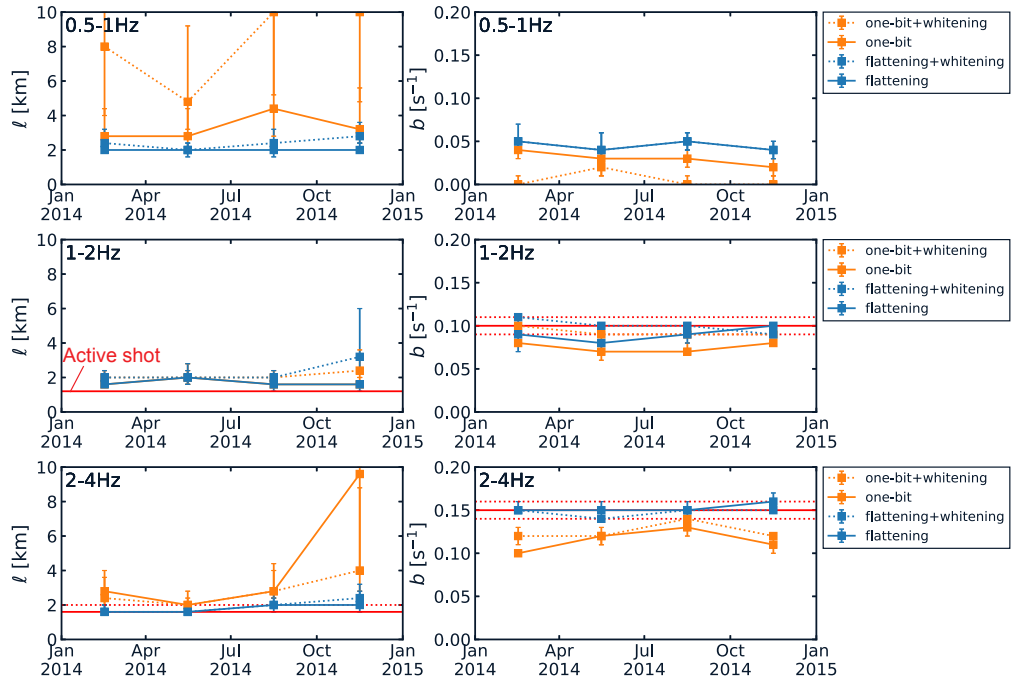 0.5-1Hz
ℓ [km]
10
8
6
4
2
0
Jan
2014
Apr
2014
Jul
2014
Oct
2014
Jan
2015
0.5-1Hz
b [s⁻¹]
0.20
0.15
0.10
0.05
0.00
Jan
2014
Apr
2014
Jul
2014
Oct
2014
Jan
2015
one-bit+whitening
one-bit
flattening+whitening
flattening
1-2Hz
ℓ [km]
10
8
6
4
2
0
Active shot
Jan
2014
Apr
2014
Jul
2014
Oct
2014
Jan
2015
1-2Hz
b [s⁻¹]
0.20
0.15
0.10
0.05
0.00
Jan
2014
Apr
2014
Jul
2014
Oct
2014
Jan
2015
one-bit+whitening
one-bit
flattening+whitening
flattening
2-4Hz
ℓ [km]
10
8
6
4
2
0
Jan
2014
Apr
2014
Jul
2014
Oct
2014
Jan
2015
2-4Hz
b [s⁻¹]
0.20
0.15
0.10
0.05
0.00
Jan
2014
Apr
2014
Jul
2014
Oct
2014
Jan
2015
one-bit+whitening
one-bit
flattening+whitening
flattening